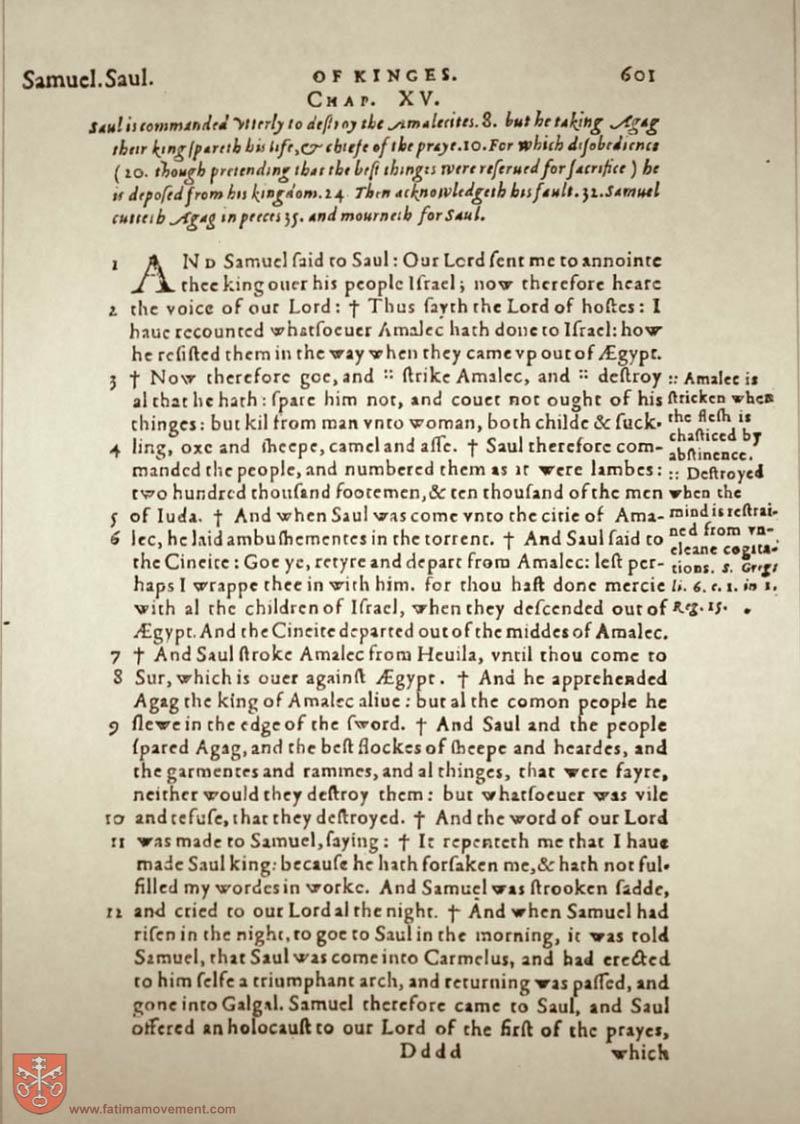 Samuel. Saul. OF KINGES. 601
CHAP. XV.
Saul is commanded vtterly to deſtroy the Amalecites. 8. but he taking Agag
their king ſpareth his life, & chiefe of the praye. 10. For which diſobedience
(20. though pretending that the beſt thinges were reſerued for ſacrifice) he
is depoſed from his kingdom. 24. Then acknowledgeth his fault. 32. Samuel
cutteth Agag in peeces 35. and mourneth for Saul.
1 AND Samuel ſaid to Saul: Our Lord ſent me to annointe
thee king ouer his people Iſrael; now therefore heare
2 the voice of our Lord: † Thus ſayth the Lord of hoſtes: I
haue recounted whatſoeuer Amalec hath done to Iſrael: how
he reſiſted them in the way when they came vp out of Ægypt.
3 † Now therefore goe, and :: ſtrike Amalec, and :: deſtroy
al that he hath: ſpare him not, and couet not ought of his
thinges: but kil from man vnto woman, both childe & ſuck-
4 ling, oxe and ſheepe, camel and aſſe. † Saul therefore com-
manded the people, and numbered them as it were lambes:
two hundred thouſand footemen, & ten thouſand of the men
5 of Iuda. † And when Saul was come vnto the citie of Ama-
6 lec, he laid ambuſhementes in the torrent. † And Saul ſaid to
the Cineite: Goe ye, retyre and depart from Amalec: leſt per-
haps I wrappe thee in with him. for thou haſt done mercie
with al the children of Iſrael, when they deſcended out of
Ægypt. And the Cineite departed out of the middes of Amalec.
7 † And Saul ſtroke Amalec from Heuila, vntil thou come to
8 Sur, which is ouer againſt Ægypt. † And he apprehended
Agag the king of Amalec aliue: but al the comon people he
9 ſlewe in the edge of the ſword. † And Saul and the people
ſpared Agag, and the beſt flockes of ſheepe and heardes, and
the garmentes and rammes, and al thinges, that were fayre,
neither would they deſtroy them: but whatſoeuer was vile
10 and refuſe, that they deſtroyed. † And the word of our Lord
11 was made to Samuel, ſaying: † It repenteth me that I haue
made Saul king: becauſe he hath forſaken me, & hath not ful-
filled my wordes in worke. And Samuel was ſtrooken ſadde,
12 and cried to our Lord al the night. † And when Samuel had
riſen in the night, to goe to Saul in the morning, it was told
Samuel, that Saul was come into Carmelus, and had erected
to him ſelfe a triumphant arch, and returning was paſſed, and
gone into Galgal. Samuel therefore came to Saul, and Saul
offered an holocauſt to our Lord of the firſt of the prayes,
Dddd which
:: Amalec is
ſtricken when
the fleſh is
chaſticed by
abſtinence.
:: Deſtroyed
when the
mind is reſtrai-
ned from vn-
cleane cogita-
tions. S. Greg.
li. 6. c. 1. in 1.
Reg. 15.
www.fatimamovement.com